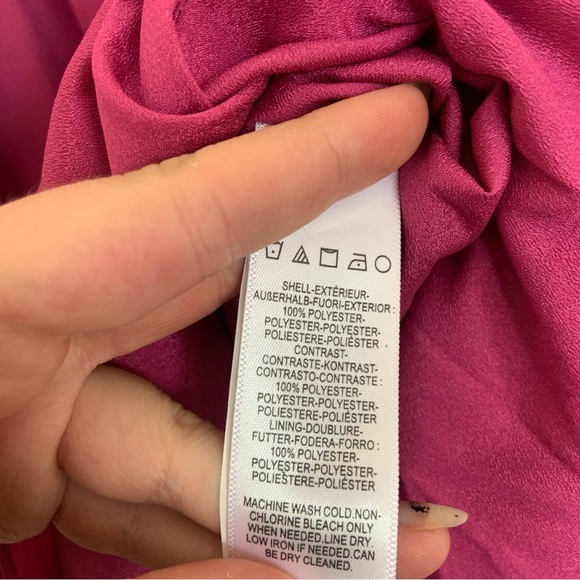 SHELL-EXTÉRIEUR-
AUßERHALB-FUORI-EXTERIOR :
100% POLYESTER-
POLYESTER-POLYESTER-
POLIESTERE-POLIÉSTER
CONTRAST-
CONTRASTE-KONTRAST-
CONTRASTO-CONTRASTE :
100% POLYESTER-
POLYESTER-POLYESTER-
POLIESTERE-POLIÉSTER
LINING-DOUBLURE-
FUTTER-FODERA-FORRO :
100% POLYESTER-
POLYESTER-POLYESTER-
POLIESTERE-POLIÉSTER
MACHINE WASH COLD.NON-
CHLORINE BLEACH ONLY
WHEN NEEDED.LINE DRY.
LOW IRON IF NEEDED.CAN
BE DRY CLEANED.